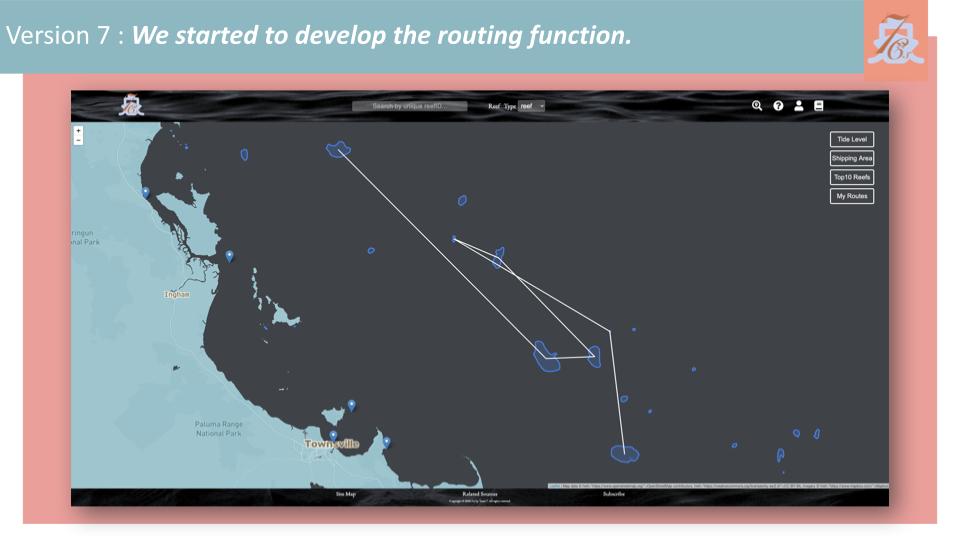 Version 7 : We started to develop the routing function.
Search by unique reefID...
Reef Type
reef
+
−
Tide Level
Shipping Area
Top10 Reefs
My Routes
ringun
nal Park
Ingham
Paluma Range
National Park
Townsville
Site Map
Related Sources
Subscribe